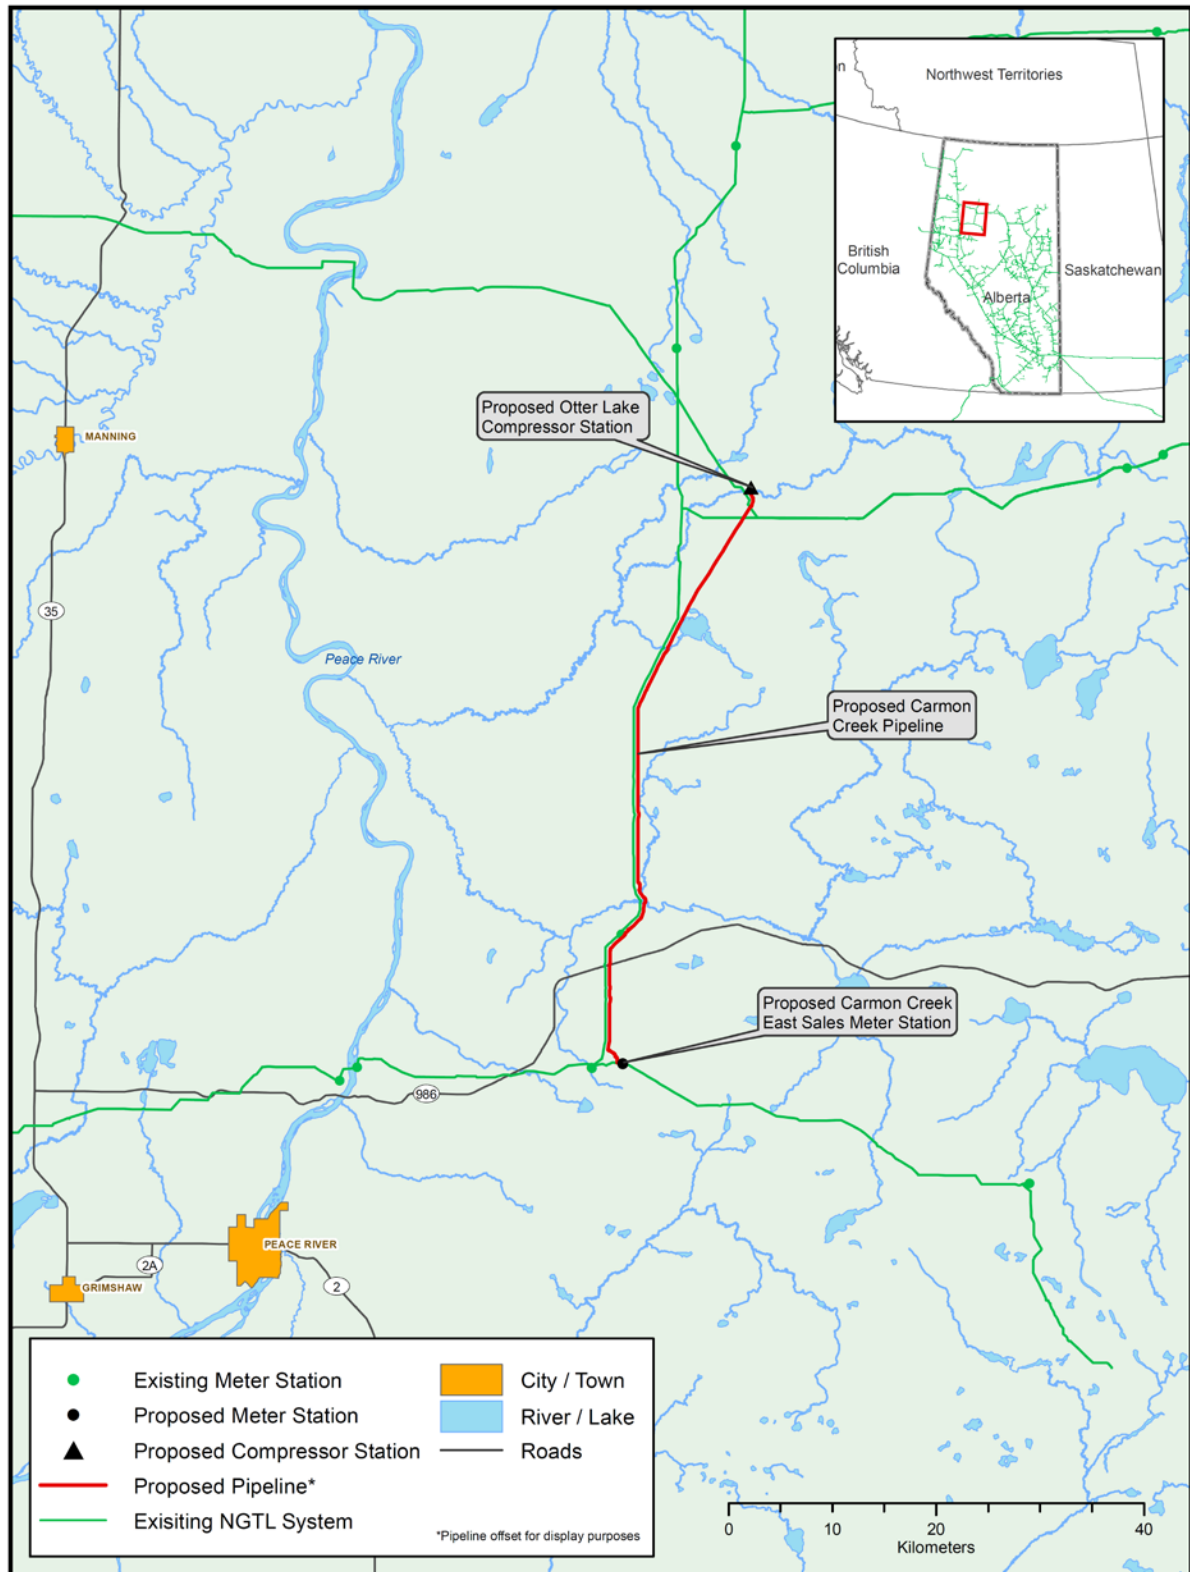 n
Northwest Territories
British
Columbia
Saskatchewan
Alberta
Proposed Otter Lake
Compressor Station
MANNING
35
Peace River
Proposed Carmon
Creek Pipeline
Proposed Carmon Creek
East Sales Meter Station
986
PEACE RIVER
2A
2
GRIMSHAW
Existing Meter Station
Proposed Meter Station
Proposed Compressor Station
Proposed Pipeline*
Exisiting NGTL System
City / Town
River / Lake
Roads
*Pipeline offset for display purposes
0 10 20 30 40
Kilometers